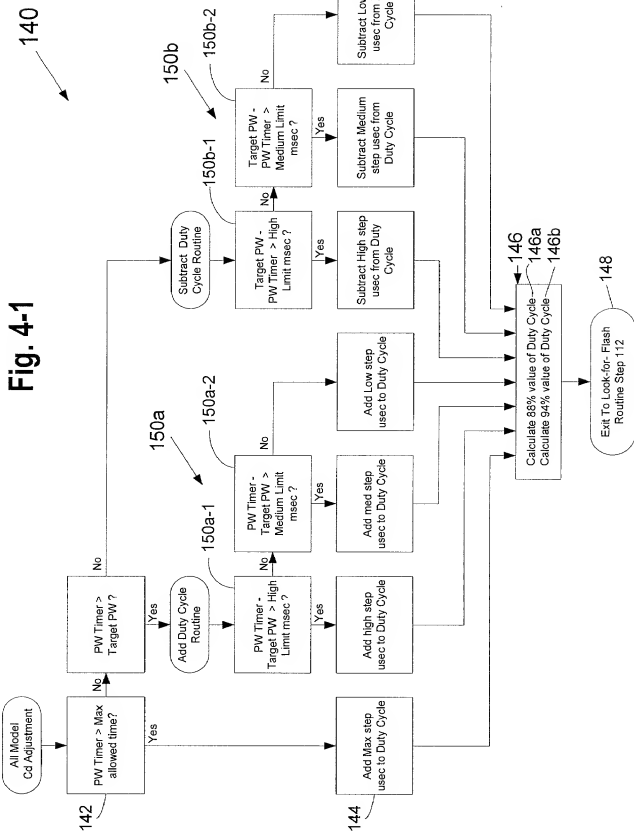 Fig. 4-1
140
All Model
Cd Adjustment
142
PW Timer > Max
allowed time?
No
Yes
PW Timer >
Target PW ?
No
Yes
Add Duty Cycle
Routine
150a
150a-1
150a-2
PW Timer -
Target PW > High
Limit msec ?
No
Yes
PW Timer -
Target PW >
Medium Limit
msec ?
No
Yes
Subtract Duty
Cycle Routine
150b
150b-1
150b-2
Target PW -
PW Timer > High
Limit msec ?
No
Yes
Target PW -
PW Timer >
Medium Limit
msec ?
No
Yes
144
Add Max step
usec to Duty Cycle
Add high step
usec to Duty Cycle
Add med step
usec to Duty Cycle
Add Low step
usec to Duty Cycle
Subtract High step
usec from Duty
Cycle
Subtract Medium
step usec from
Duty Cycle
Subtract Low
usec from
Cycle
146
Calculate 88% value of Duty Cycle
146a
Calculate 94% value of Duty Cycle
146b
148
Exit To Look-for- Flash
Routine Step 112